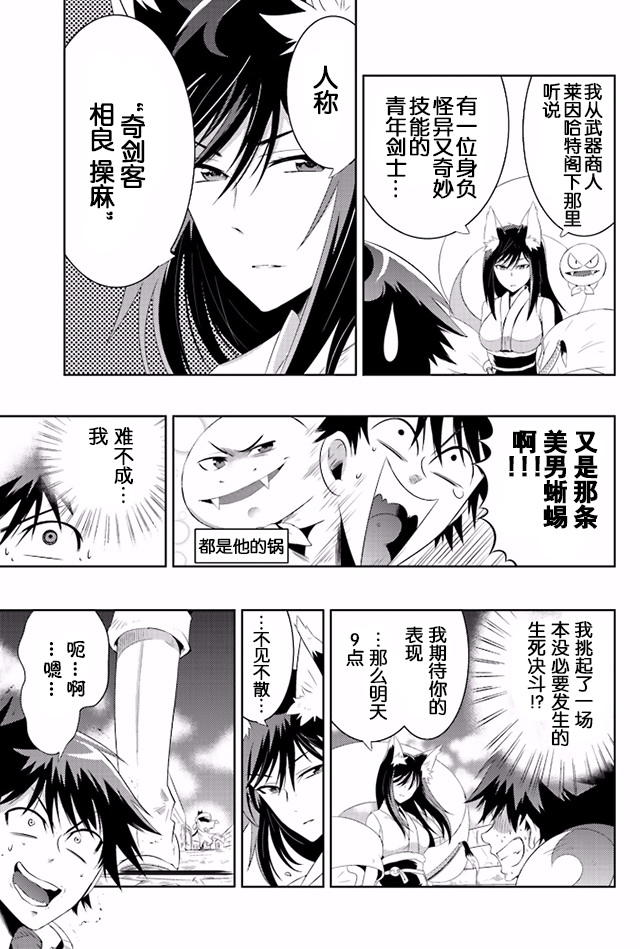 我从武器商人
莱因哈特阁下那里
听说
有一位身负
怪异又奇妙
技能的
青年剑士…
人称
“奇剑客
相良 操麻”
又是那条
美男蜥蜴
啊!!!
都是他的锅
难不成…
我
我挑起了一场
本没必要发生的
生死决斗!?
我期待你的
表现
…那么明天
9点
…不见不散…
呃…啊
…嗯…